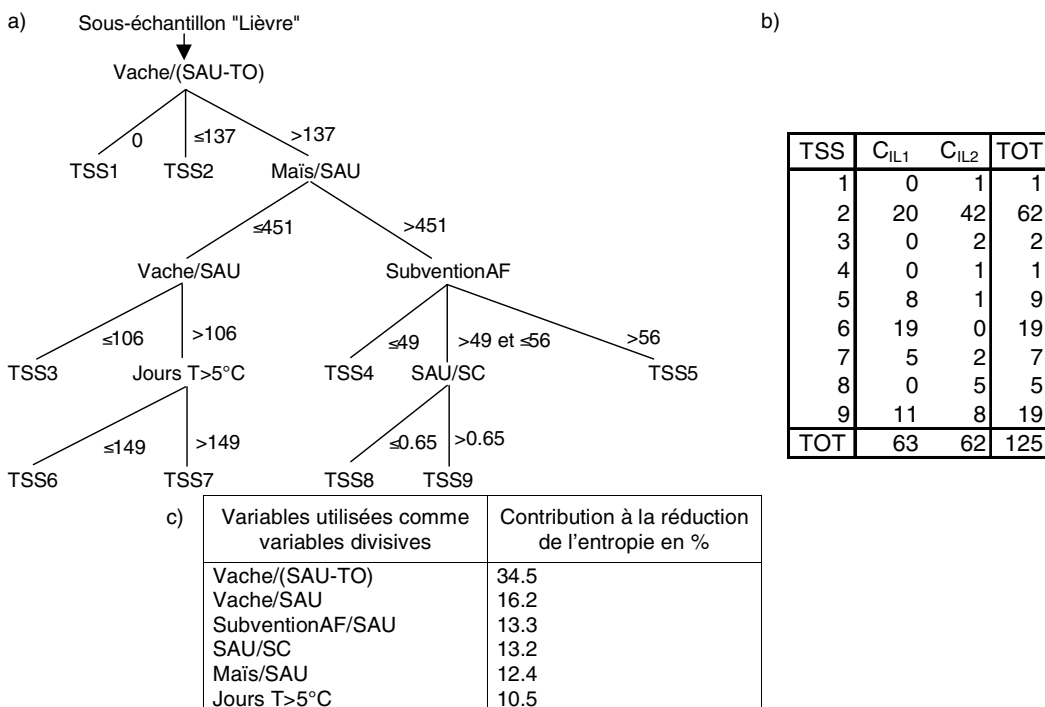 a)
Sous-échantillon "Lièvre"
b)
Vache/(SAU-TO)
0
≤137
>137
TSS1
TSS2
Maïs/SAU
≤451
>451
Vache/SAU
SubventionAF
≤106
>106
≤49
>49 et ≤56
>56
TSS3
Jours T>5°C
TSS4
SAU/SC
TSS5
≤149
>149
≤0.65
>0.65
TSS6
TSS7
TSS8
TSS9
TSS CIL1 CIL2 TOT
1 0 1 1
2 20 42 62
3 0 2 2
4 0 1 1
5 8 1 9
6 19 0 19
7 5 2 7
8 0 5 5
9 11 8 19
TOT 63 62 125
c)
Variables utilisées comme
variables divisives
Contribution à la réduction
de l'entropie en %
Vache/(SAU-TO) 34.5
Vache/SAU 16.2
SubventionAF/SAU 13.3
SAU/SC 13.2
Maïs/SAU 12.4
Jours T>5°C 10.5